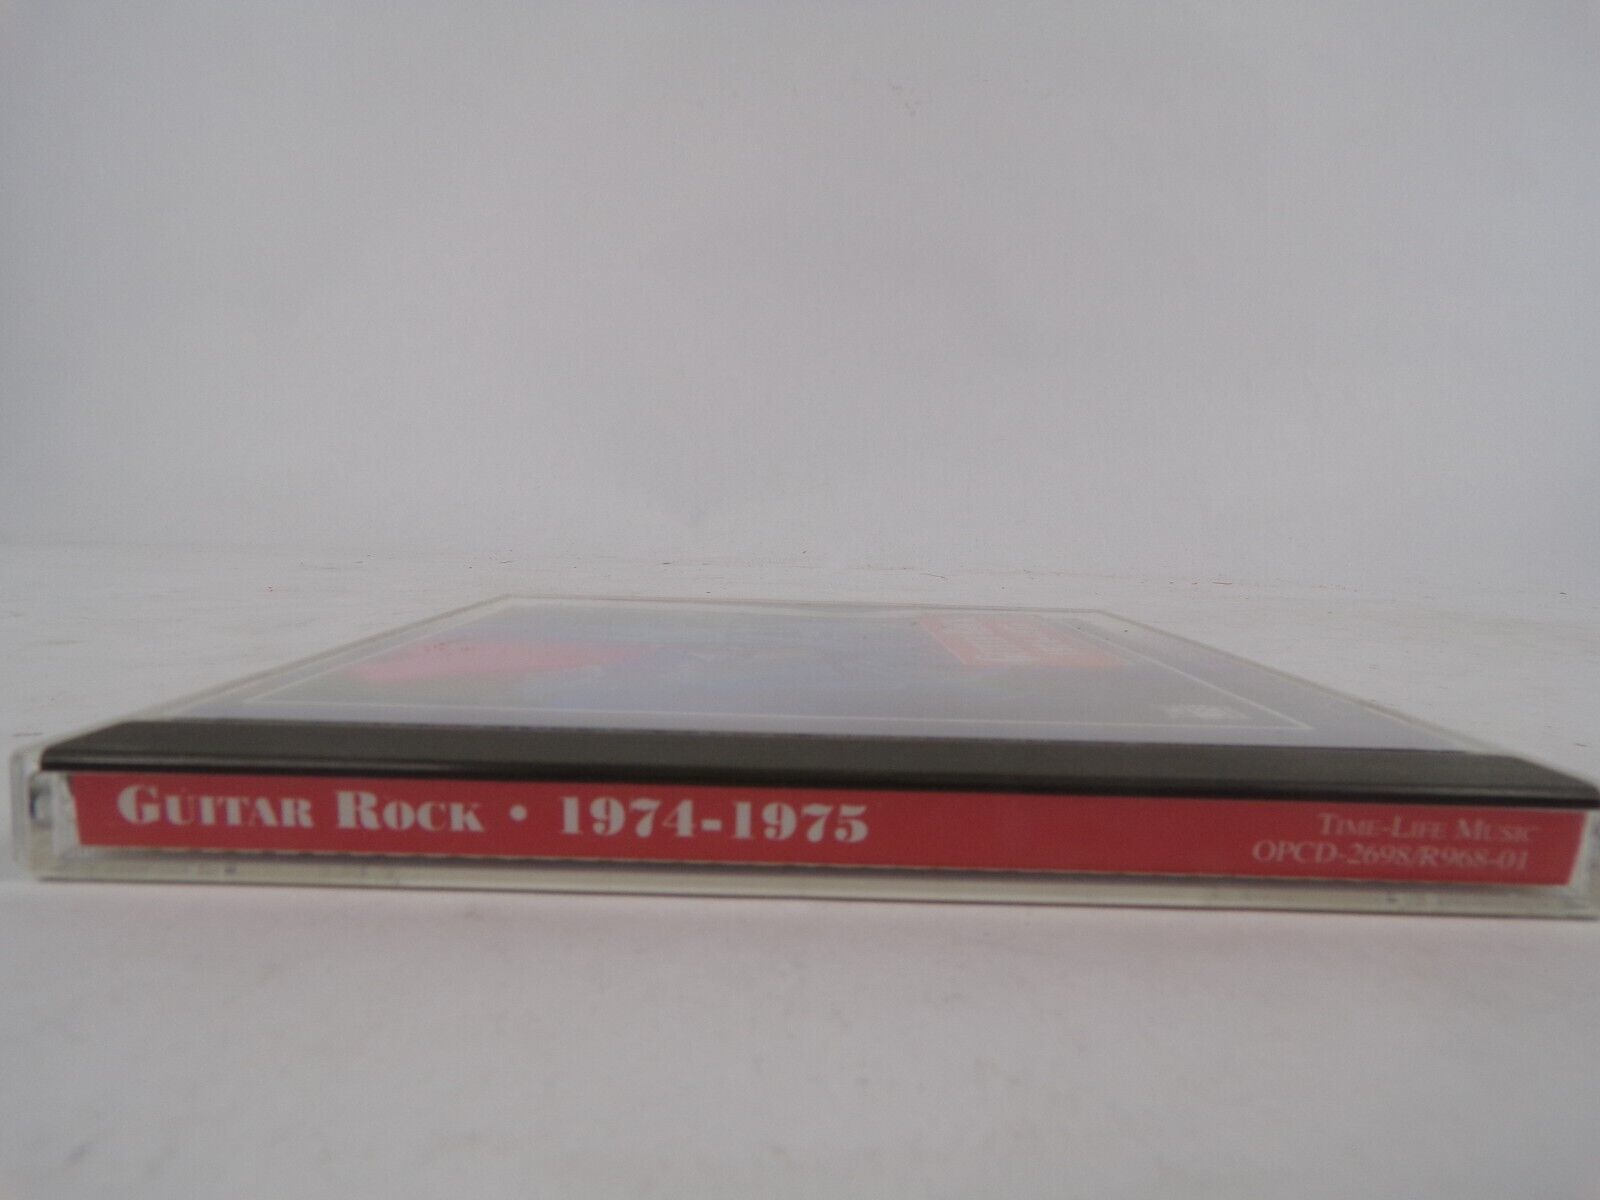 GUITAR ROCK • 1974-1975
TIME-LIFE MUSIC
OPCD-2698/R968-01